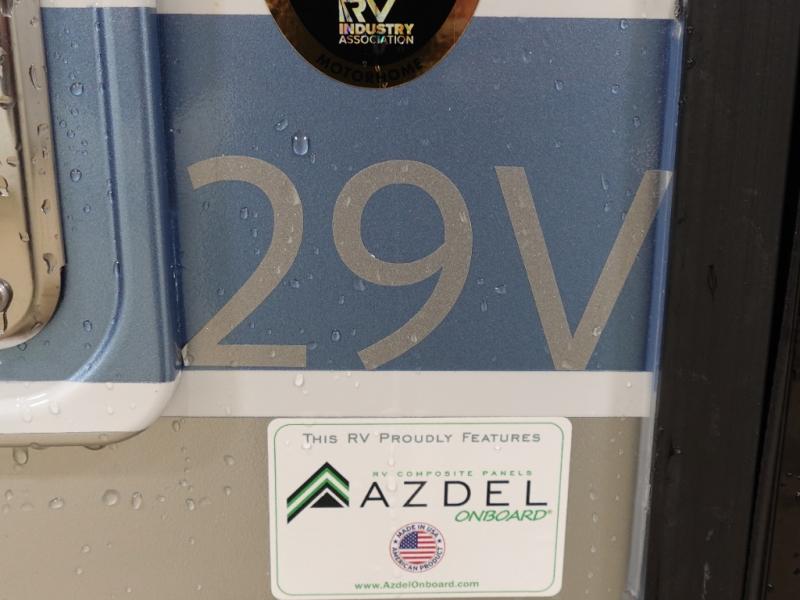 RV
INDUSTRY
ASSOCIATION
MOTORHOME
29V
THIS RV PROUDLY FEATURES
RV COMPOSITE PANELS
AZDEL
ONBOARD®
MADE IN USA
AMERICAN PRODUCT
www.AzdelOnboard.com